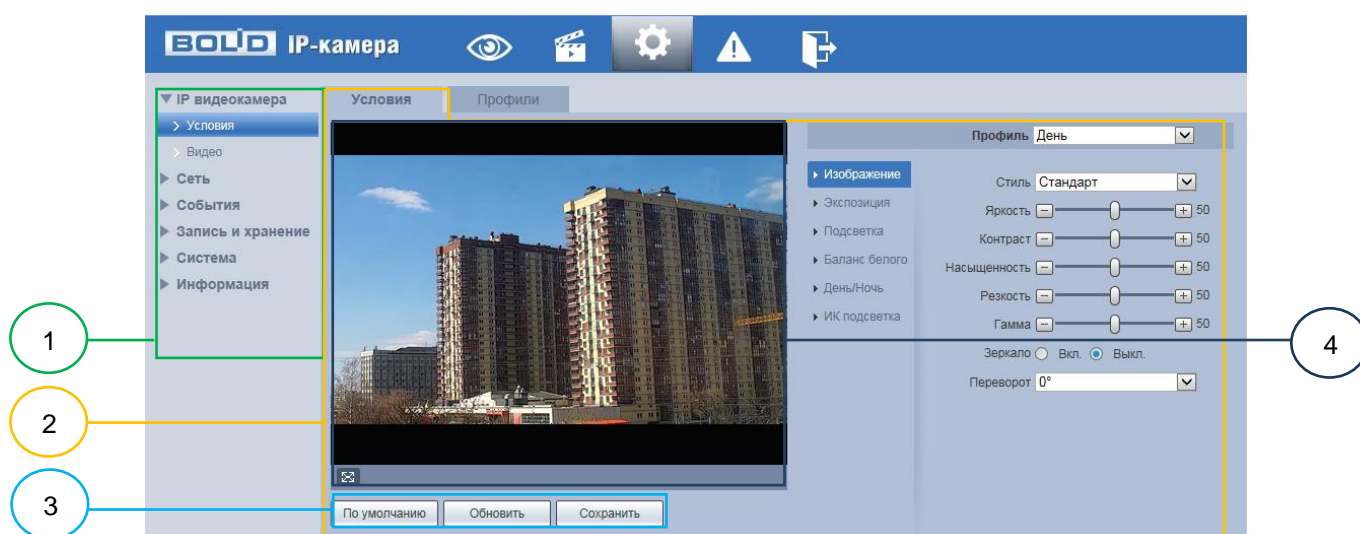 BOLID IP-камера
IP видеокамера
Условия
Видео
Сеть
События
Запись и хранение
Система
Информация
Условия
Профили
Профиль День
Изображение
Экспозиция
Подсветка
Баланс белого
День/Ночь
ИК подсветка
Стиль Стандарт
Яркость 50
Контраст 50
Насыщенность 50
Резкость 50
Гамма 50
Зеркало Вкл. Выкл.
Переворот 0°
По умолчанию Обновить Сохранить
1
2
3
4